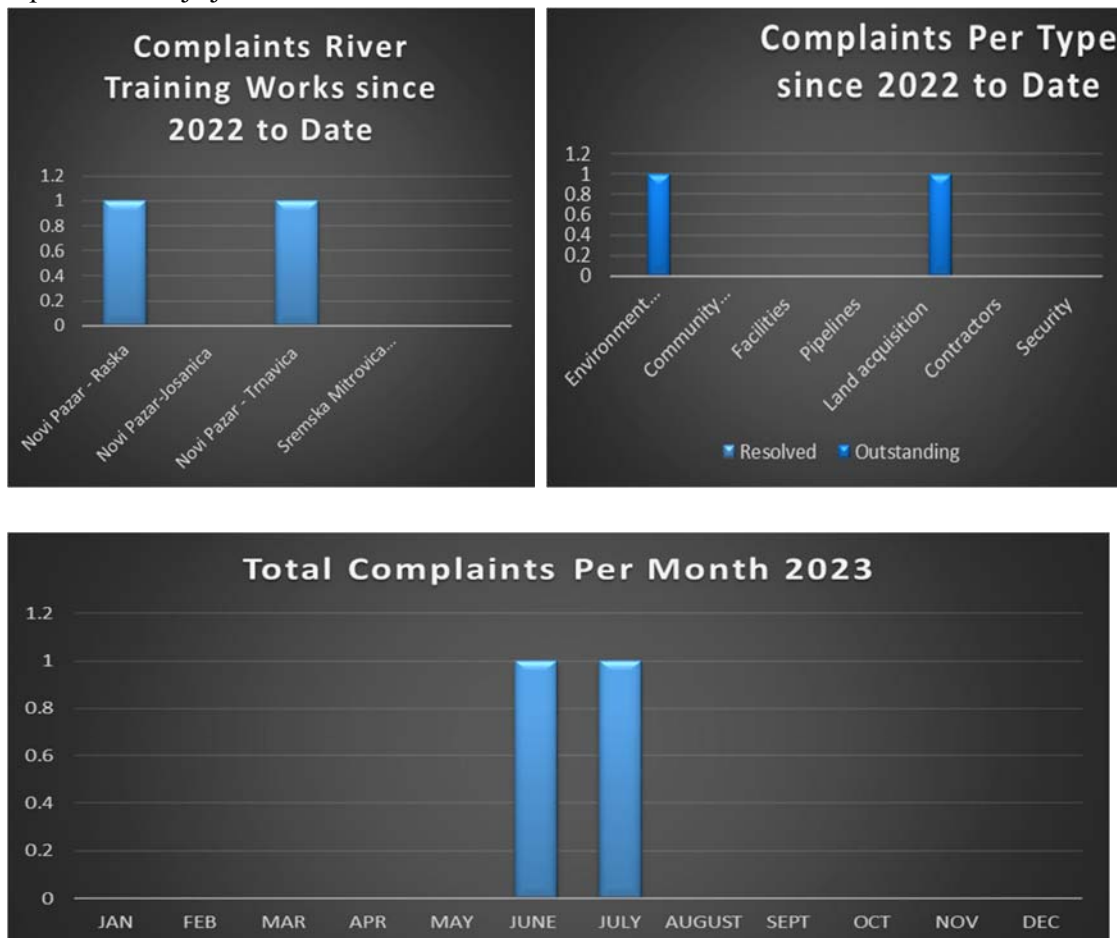 Complaints River
Training Works since
2022 to Date
1.2
1
0.8
0.6
0.4
0.2
0
Novi Pazar - Raska
Novi Pazar-Josanica
Novi Pazar - Trnavica
Sremska Mitrovica...
Complaints Per Type
since 2022 to Date
1.2
1
0.8
0.6
0.4
0.2
0
Environment...
Community...
Facilities
Pipelines
Land acquisition
Contractors
Security
Resolved Outstanding
Total Complaints Per Month 2023
1.2
1
0.8
0.6
0.4
0.2
0
JAN FEB MAR APR MAY JUNE JULY AUGUST SEPT OCT NOV DEC